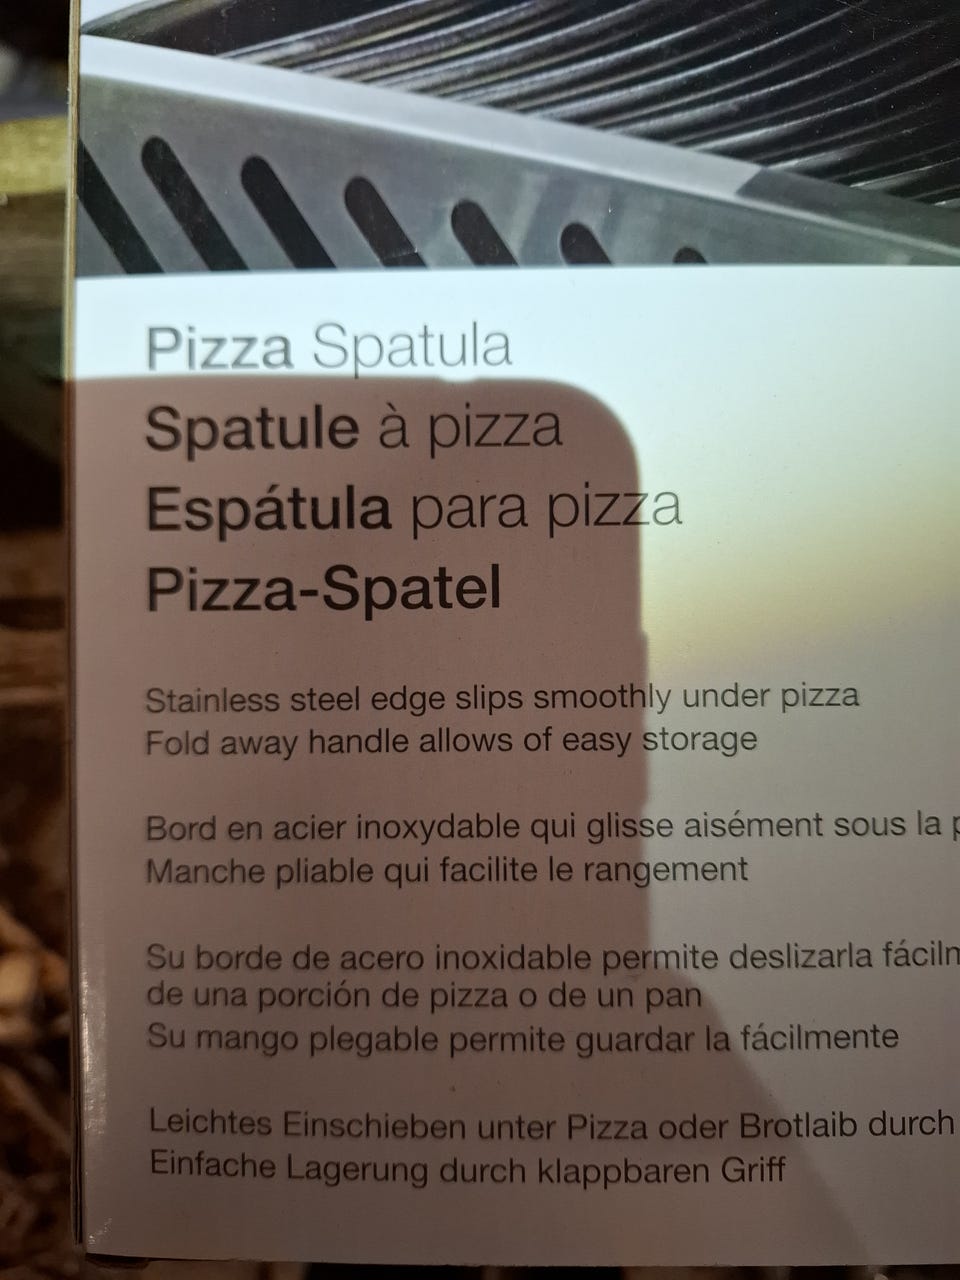 Pizza Spatula
Spatule à pizza
Espátula para pizza
Pizza-Spatel
Stainless steel edge slips smoothly under pizza
Fold away handle allows of easy storage
Bord en acier inoxydable qui glisse aisément sous la
Manche pliable qui facilite le rangement
Su borde de acero inoxidable permite deslizarla
de una porción de pizza o de un pan
Su mango plegable permite guardar la fácilmente
Leichtes Einschieben unter Pizza oder Brotlaib durch
Einfache Lagerung durch klappbaren Griff